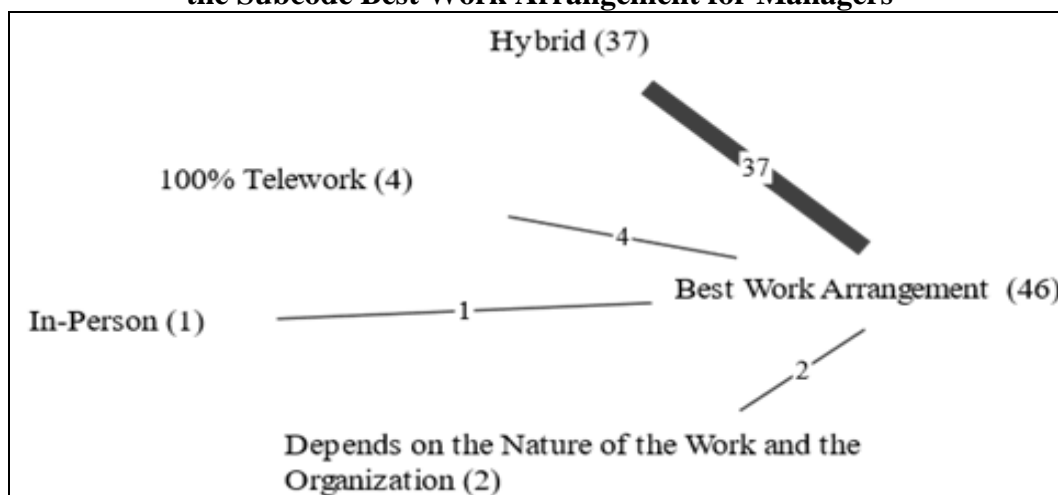 the Subcode Best Work Arrangement for Managers
Hybrid (37)
37
100% Telework (4)
4
Best Work Arrangement (46)
In-Person (1)
1
2
Depends on the Nature of the Work and the
Organization (2)